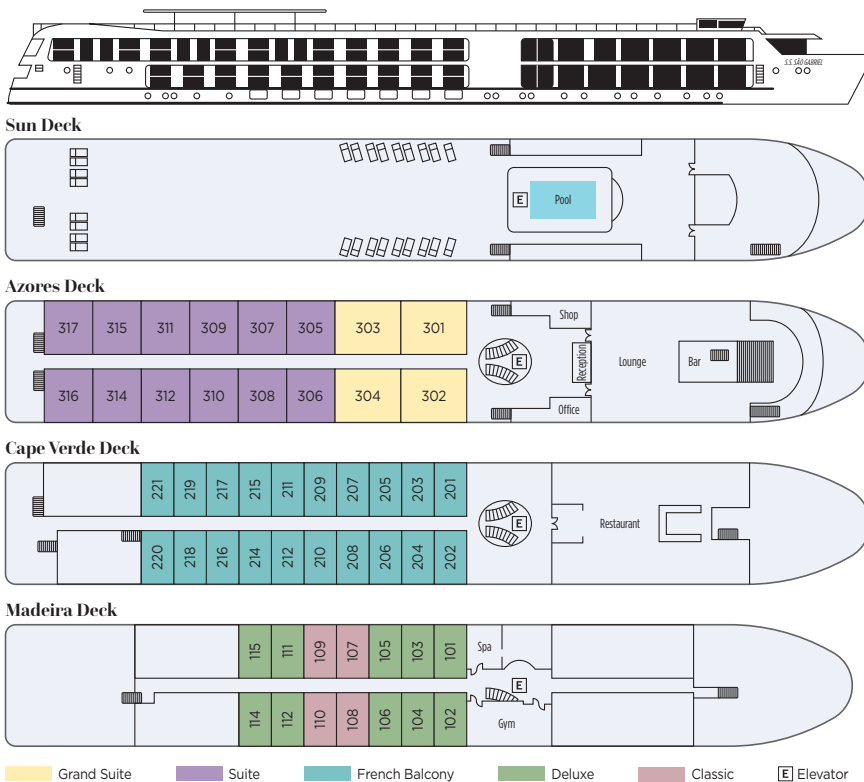 S.S. SÃO GABRIEL
Sun Deck
E
Pool
Azores Deck
317 315 311 309 307 305 303 301
Shop
E
Reception
Lounge
Bar
316 314 312 310 308 306 304 302
Office
Cape Verde Deck
221 219 217 215 211 209 207 205 203 201
E
Restaurant
220 218 216 214 212 210 208 206 204 202
Madeira Deck
115 111 109 107 105 103 101
Spa
E
114 112 110 108 106 104 102
Gym
Grand Suite Suite French Balcony Deluxe Classic E Elevator